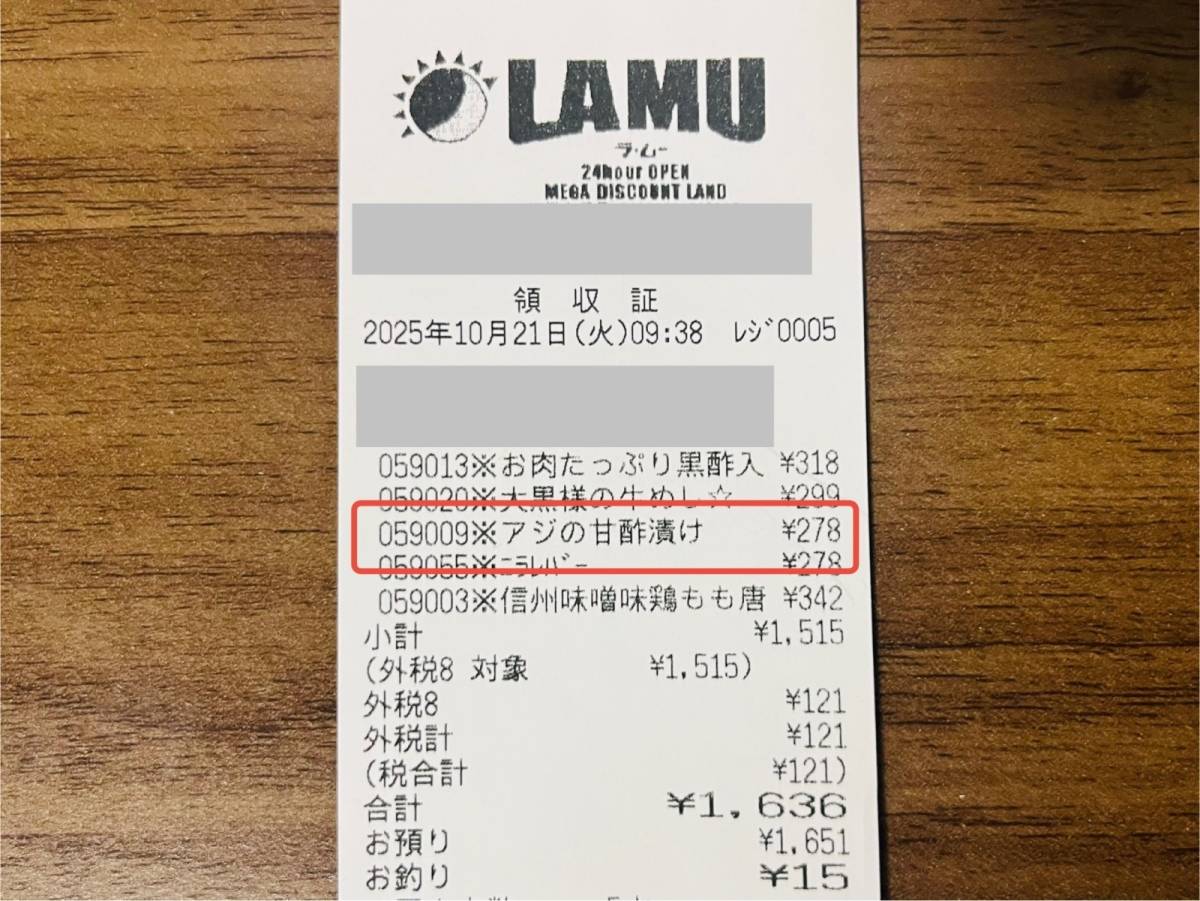 LAMU
ラ・ムー
24hour OPEN
MEGA DISCOUNT LAND
領 収 証
2025年10月21日(火)09:38 ﾚｼﾞ0005
059013※お肉たっぷり黒酢入 ¥318
059020※大黒様の牛めし☆ ¥299
059009※アジの甘酢漬け ¥278
059055※ﾆﾗﾚﾊﾞｰ ¥278
059003※信州味噌味鶏もも唐 ¥342
小計 ¥1,515
(外税8 対象 ¥1,515)
外税8 ¥121
外税計 ¥121
(税合計 ¥121)
合計 ¥1,636
お預り ¥1,651
お釣り ¥15